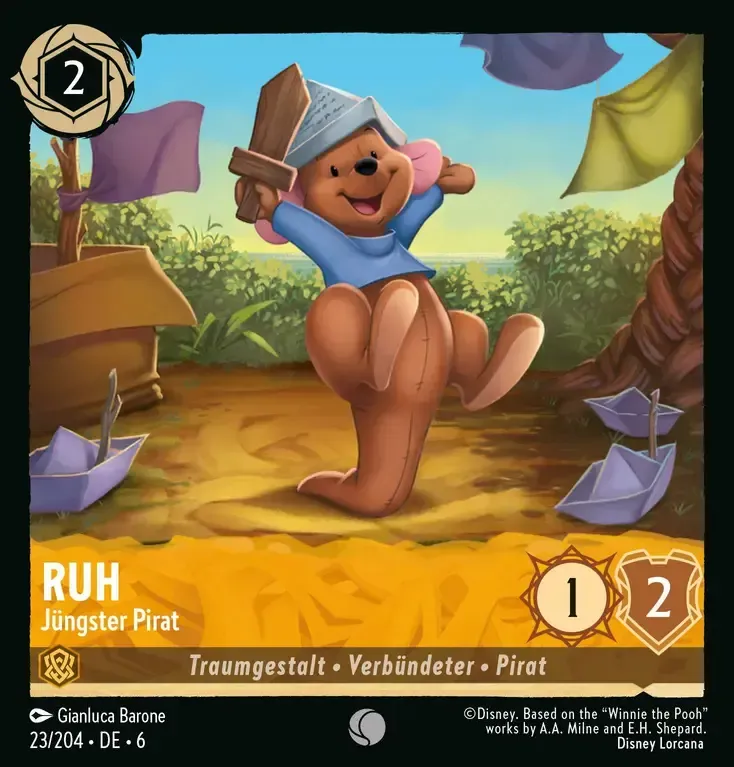 2
RUH
Jüngster Pirat
1
2
Traumgestalt • Verbündeter • Pirat
Gianluca Barone
23/204 • DE • 6
©Disney. Based on the “Winnie the Pooh”
works by A.A. Milne and E.H. Shepard.
Disney Lorcana